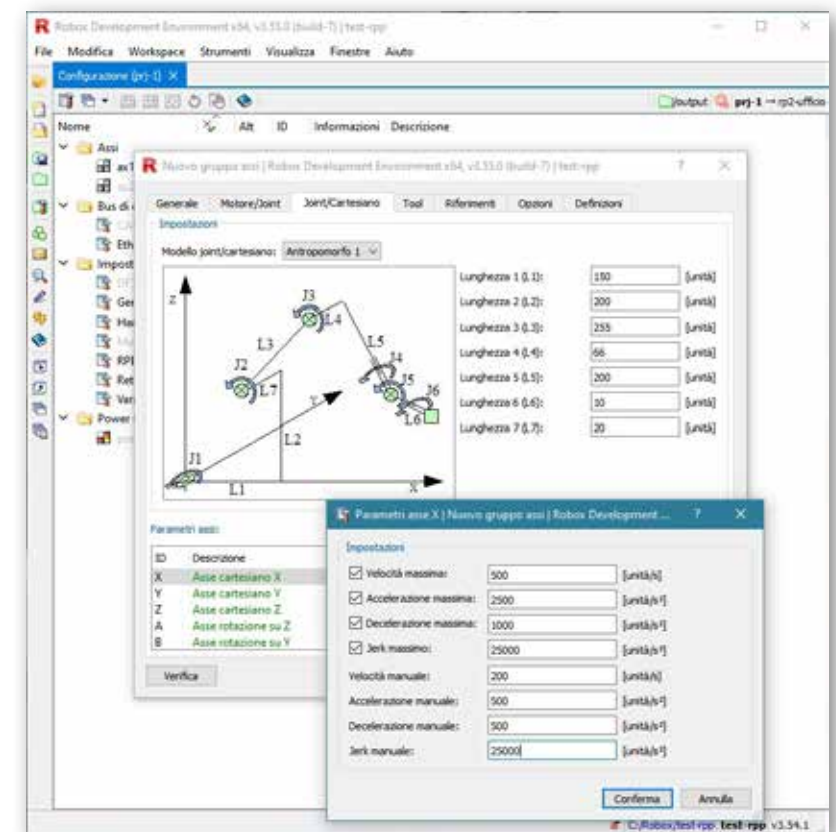 Robox Development Environment x64, v3.55.0 (build-7) | test-rpp
File Modifica Workspace Strumenti Visualizza Finestre Aiuto
Configurazione (prj-1)
/output prj-1 → rp2-ufficio
Nome Alt ID Informazioni Descrizione
Assi
Bus di
Eth
Impost
Ge
Ha
RP
Ret
Var
Power
Nuovo gruppo assi | Robox Development Environment x64, v3.55.0 (build-7) | test-rpp ? ×
Generale Motore/Joint Joint/Cartesiano Tool Riferimenti Opzioni Definizioni
Impostazioni
Modello joint/cartesiano: Antropomorfo 1
Z
J3
L4
L3
L5
J2
J4
L7
J5
J6
Y
L6
L2
J1
L1
X
Lunghezza 1 (L1): 150 [unità]
Lunghezza 2 (L2): 200 [unità]
Lunghezza 3 (L3): 255 [unità]
Lunghezza 4 (L4): 66 [unità]
Lunghezza 5 (L5): 200 [unità]
Lunghezza 6 (L6): 10 [unità]
Lunghezza 7 (L7): 20 [unità]
Parametri assi:
ID Descrizione
X Asse cartesiano X
Y Asse cartesiano Y
Z Asse cartesiano Z
A Asse rotazione su Z
B Asse rotazione su Y
Verifica
Parametri asse X | Nuovo gruppo assi | Robox Development ... ? ×
Impostazioni
Velocità massima: 500 [unità/s]
Accelerazione massima: 2500 [unità/s²]
Decelerazione massima: 1000 [unità/s²]
Jerk massimo: 25000 [unità/s³]
Velocità manuale: 200 [unità/s]
Accelerazione manuale: 500 [unità/s²]
Decelerazione manuale: 500 [unità/s²]
Jerk manuale: 25000 [unità/s³]
Conferma Annulla
C:/Robox/test-rpp test-rpp v3.54.1